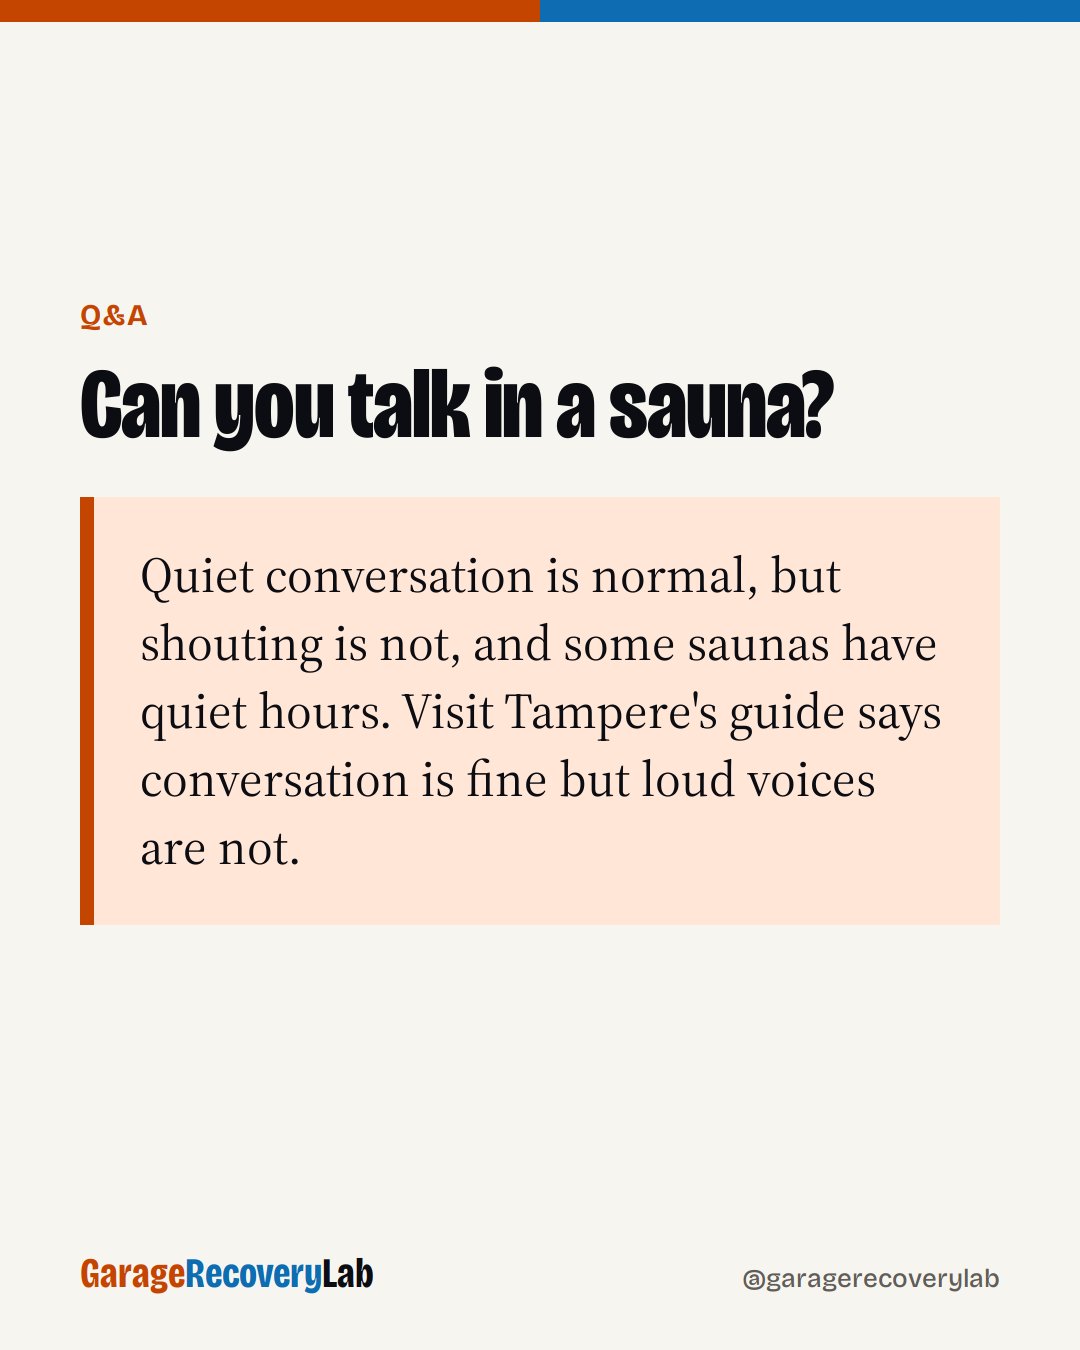 Q&A
Can you talk in a sauna?
Quiet conversation is normal, but
shouting is not, and some saunas have
quiet hours. Visit Tampere's guide says
conversation is fine but loud voices
are not.
GarageRecoveryLab
@garagerecoverylab